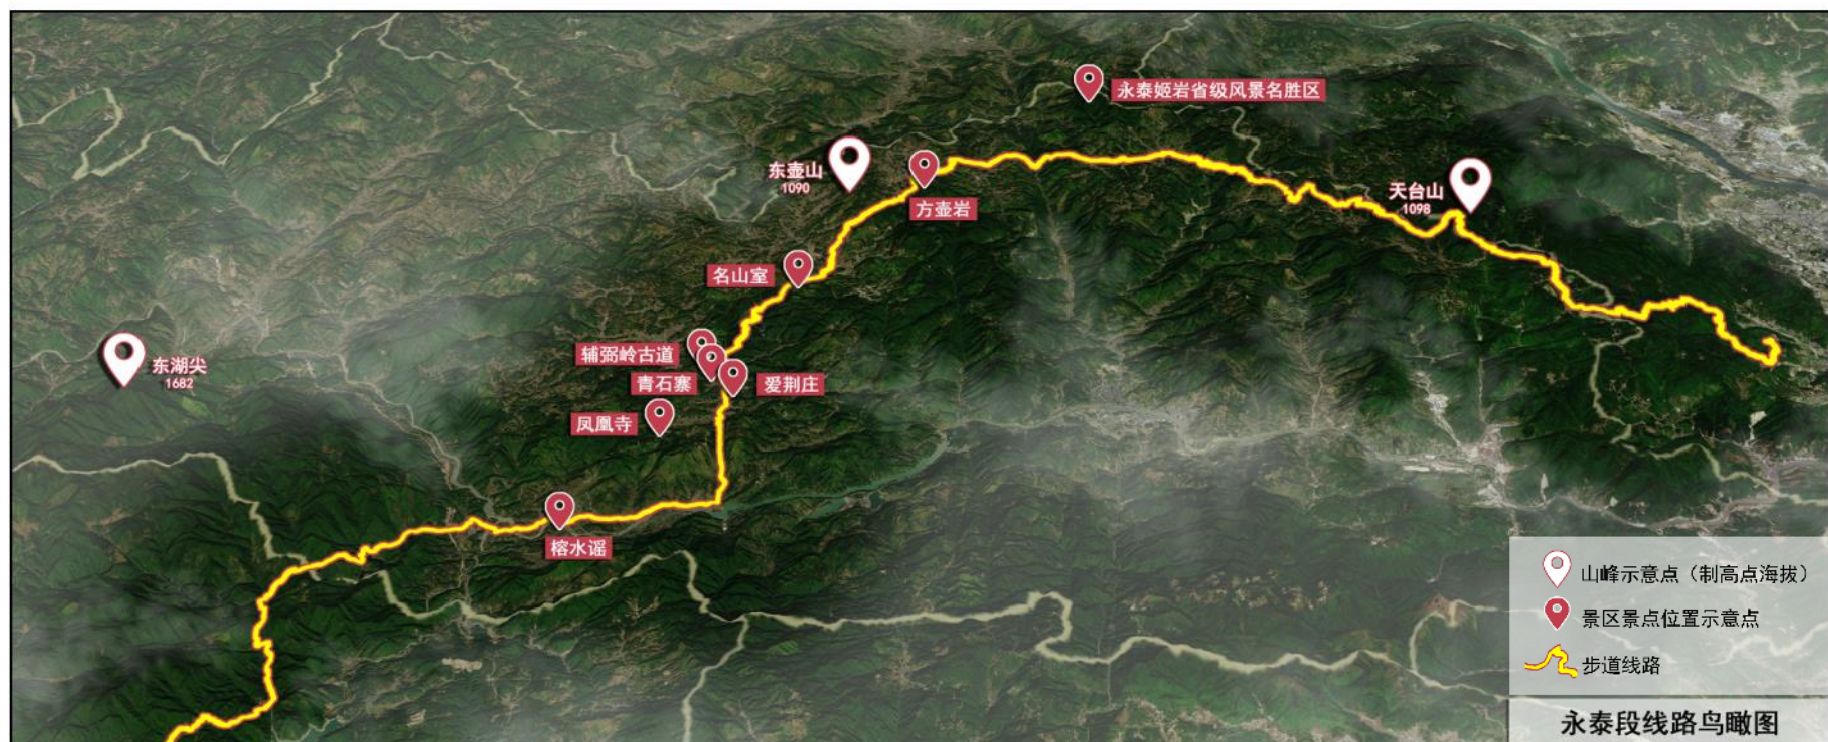 永泰姬岩省级风景名胜区
东壶山
1090
天台山
1098
方壶岩
名山室
辅弼岭古道
东湖尖
1682
青石寨
爱荆庄
凤凰寺
榕水谣
山峰示意点（制高点海拔）
景区景点位置示意点
步道线路
永泰段线路鸟瞰图